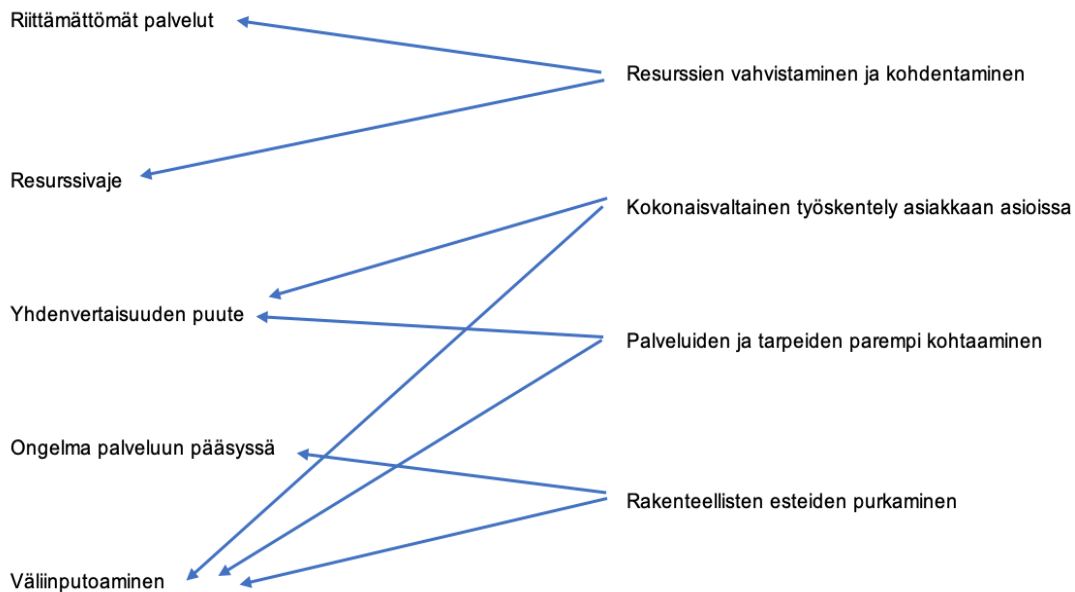 Riittämättömät palvelut
Resurssien vahvistaminen ja kohdentaminen
Resurssivaje
Kokonaisvaltainen työskentely asiakkaan asioissa
Yhdenvertaisuuden puute
Palveluiden ja tarpeiden parempi kohtaaminen
Ongelma palveluun pääsyssä
Rakenteellisten esteiden purkaminen
Väliinputoaminen